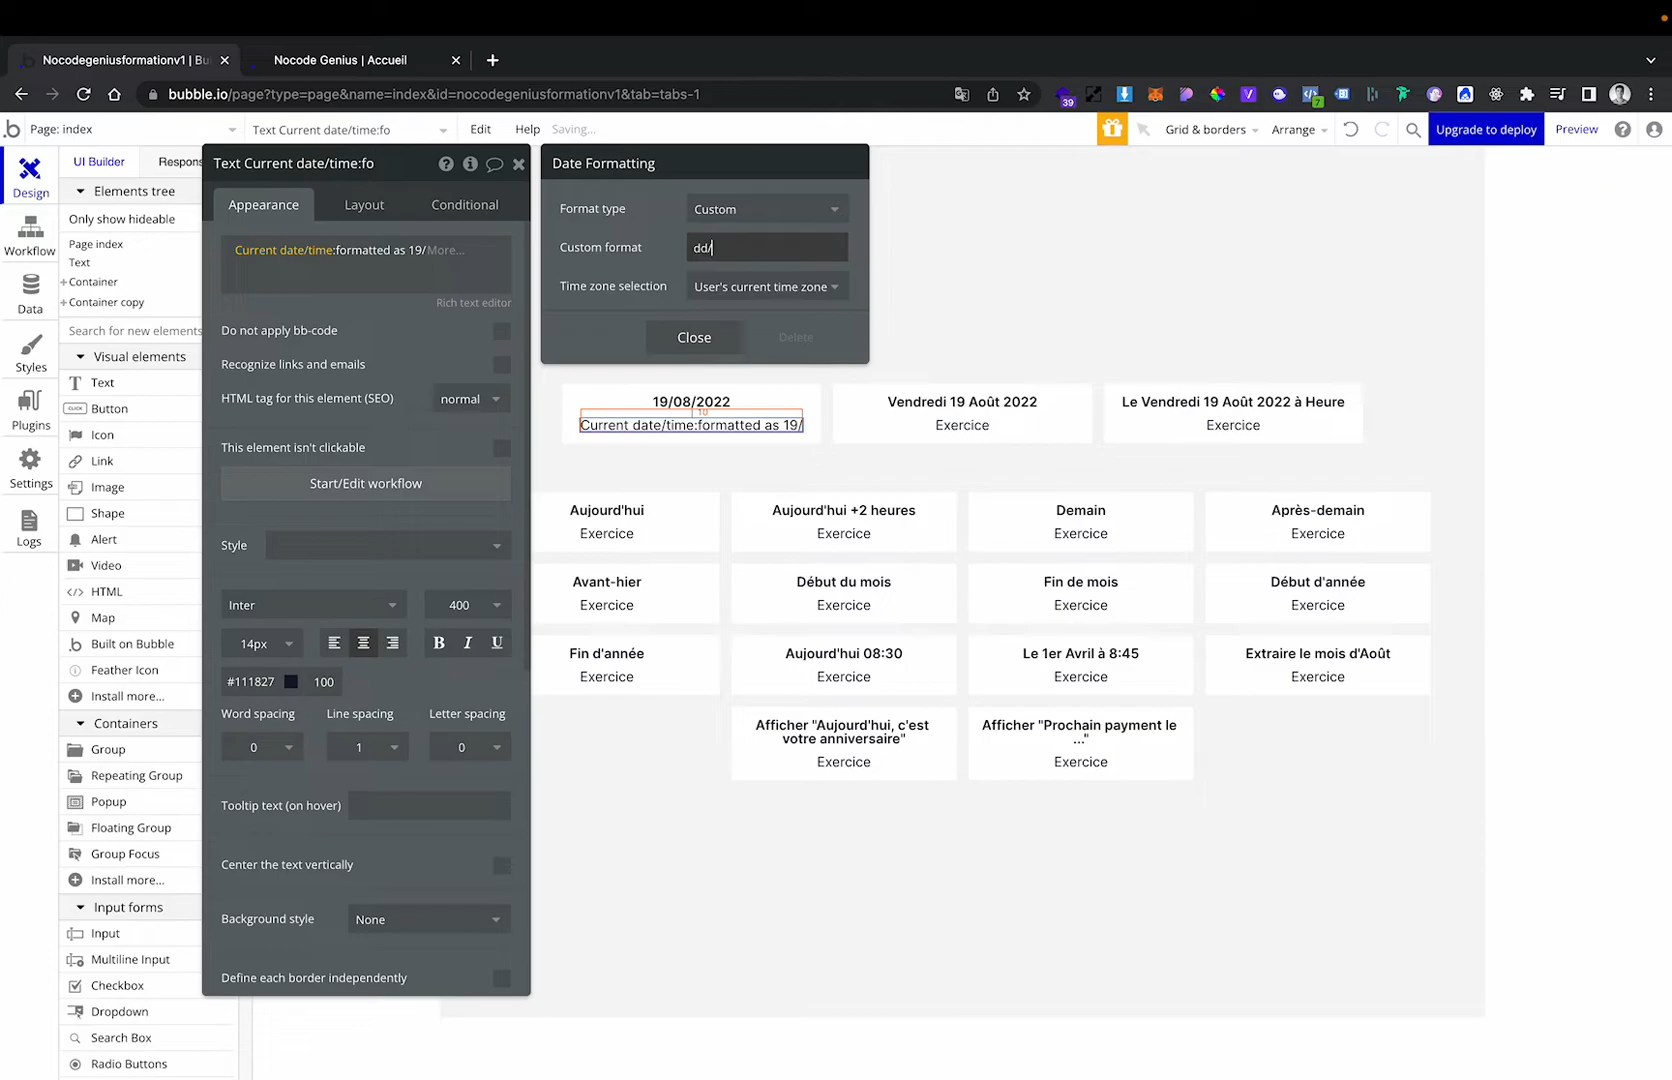 Nocodegeniusformationv1 | Bu
Nocode Genius | Accueil
bubble.io/page?type=page&name=index&id=nocodegeniusformationv1&tab=tabs-1
39
7
Page: index
Text Current date/time:fo
Edit
Help
Saving...
Grid & borders
Arrange
Upgrade to deploy
Preview
Design
Workflow
Data
Styles
Plugins
Settings
Logs
UI Builder
Respons
Elements tree
Only show hideable
Page index
Text
Container
Container copy
Search for new elements
Visual elements
Text
CLICK
Button
Icon
Link
Image
Shape
Alert
Video
HTML
Map
Built on Bubble
Feather Icon
Install more...
Containers
Group
Repeating Group
Popup
Floating Group
Group Focus
Install more...
Input forms
Input
Multiline Input
Checkbox
Dropdown
Search Box
Radio Buttons
Text Current date/time:fo
Appearance
Layout
Conditional
Current date/time:formatted as 19/More...
Rich text editor
Do not apply bb-code
Recognize links and emails
HTML tag for this element (SEO)
normal
This element isn't clickable
Start/Edit workflow
Style
Inter
400
14px
B
I
U
#111827
100
Word spacing
Line spacing
Letter spacing
0
1
0
Tooltip text (on hover)
Center the text vertically
Background style
None
Define each border independently
Date Formatting
Format type
Custom
Custom format
dd/
Time zone selection
User's current time zone
Close
Delete
19/08/2022
10
Current date/time:formatted as 19/
Vendredi 19 Août 2022
Exercice
Le Vendredi 19 Août 2022 à Heure
Exercice
Aujourd'hui
Exercice
Aujourd'hui +2 heures
Exercice
Demain
Exercice
Après-demain
Exercice
Avant-hier
Exercice
Début du mois
Exercice
Fin de mois
Exercice
Début d'année
Exercice
Fin d'année
Exercice
Aujourd'hui 08:30
Exercice
Le 1er Avril à 8:45
Exercice
Extraire le mois d'Août
Exercice
Afficher "Aujourd'hui, c'est
votre anniversaire"
Exercice
Afficher "Prochain payment le
..."
Exercice